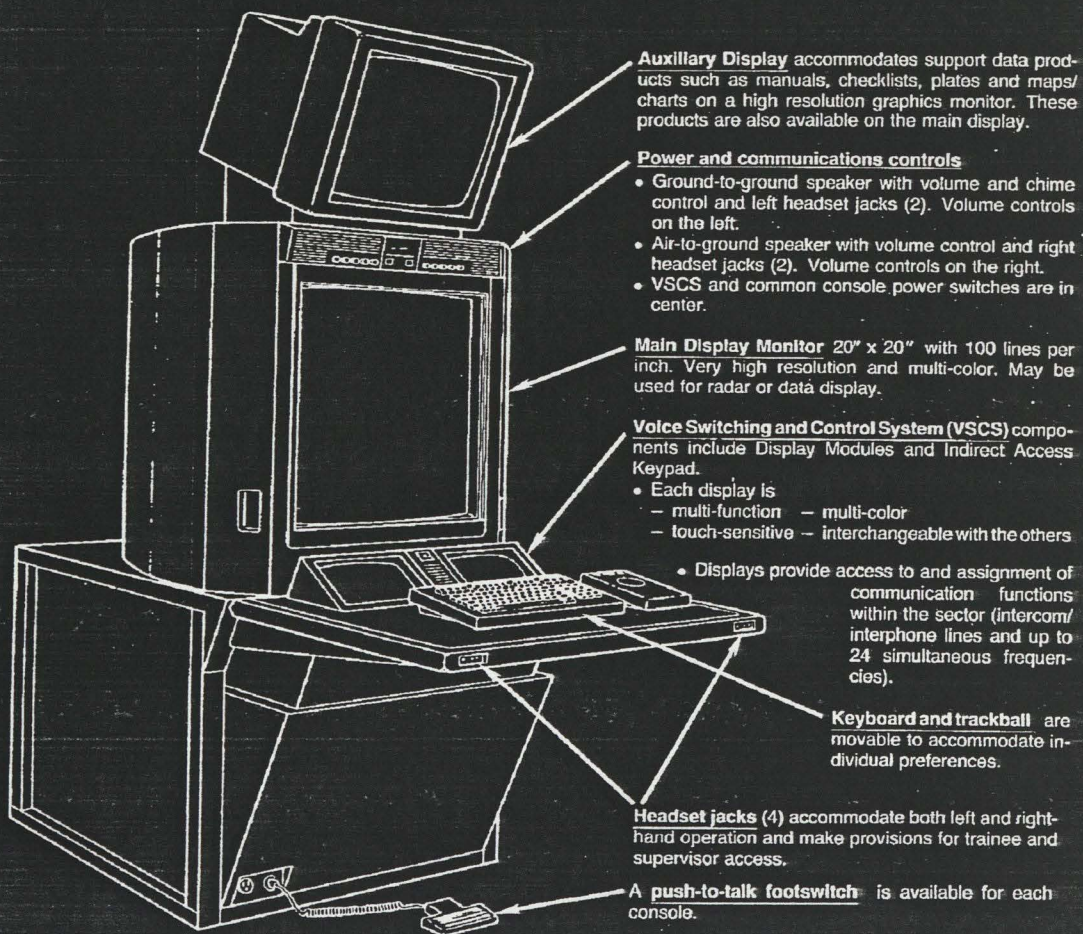 Auxiliary Display accommodates support data prod-
ucts such as manuals, checklists, plates and maps/
charts on a high resolution graphics monitor. These
products are also available on the main display.
Power and communications controls
• Ground-to-ground speaker with volume and chime
control and left headset jacks (2). Volume controls
on the left.
• Air-to-ground speaker with volume control and right
headset jacks (2). Volume controls on the right.
• VSCS and common console power switches are in
center.
Main Display Monitor 20" x 20" with 100 lines per
inch. Very high resolution and multi-color. May be
used for radar or data display.
Voice Switching and Control System (VSCS) compo-
nents include Display Modules and Indirect Access
Keypad.
• Each display is
– multi-function – multi-color
– touch-sensitive – interchangeable with the others
• Displays provide access to and assignment of
communication functions
within the sector (intercom/
interphone lines and up to
24 simultaneous frequen-
cies).
Keyboard and trackball are
movable to accommodate in-
dividual preferences.
Headset jacks (4) accommodate both left and right-
hand operation and make provisions for trainee and
supervisor access.
A push-to-talk footswitch is available for each
console.